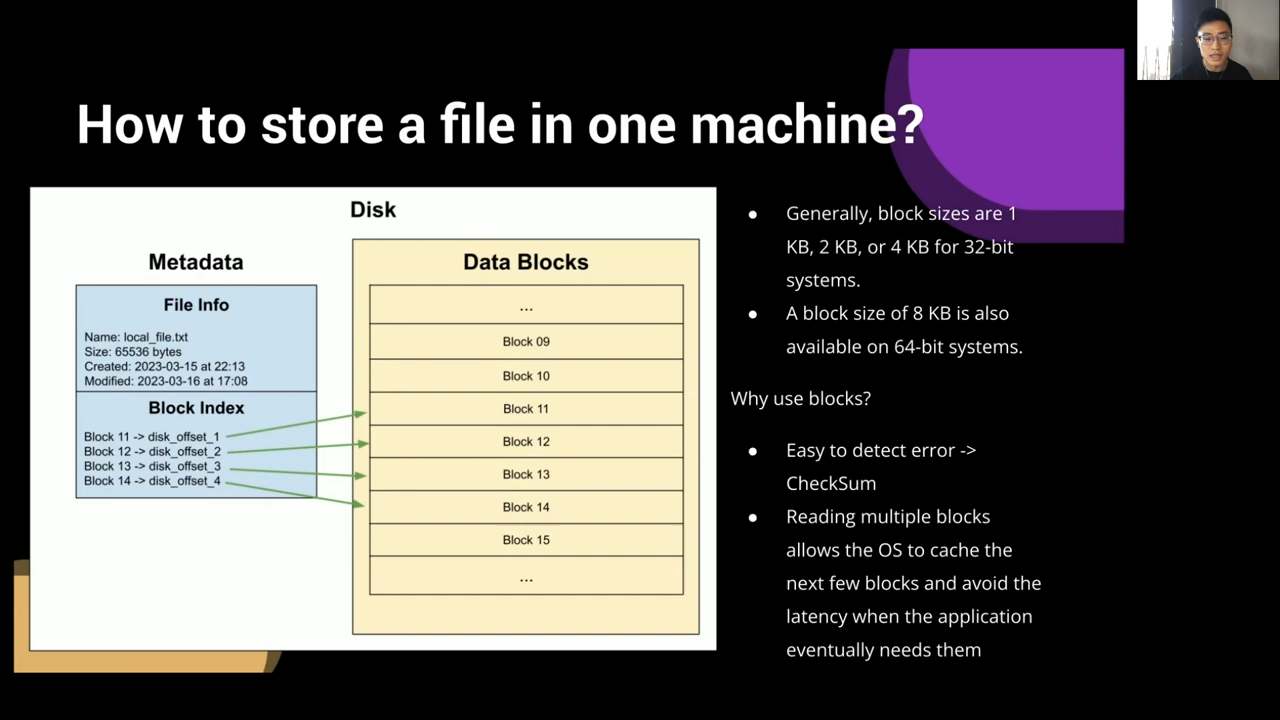 How to store a file in one machine?
Disk
Metadata
File Info
Name: local_file.txt
Size: 65536 bytes
Created: 2023-03-15 at 22:13
Modified: 2023-03-16 at 17:08
Block Index
Block 11 -> disk_offset_1
Block 12 -> disk_offset_2
Block 13 -> disk_offset_3
Block 14 -> disk_offset_4
Data Blocks
...
Block 09
Block 10
Block 11
Block 12
Block 13
Block 14
Block 15
...
● Generally, block sizes are 1
KB, 2 KB, or 4 KB for 32-bit
systems.
● A block size of 8 KB is also
available on 64-bit systems.
Why use blocks?
● Easy to detect error ->
CheckSum
● Reading multiple blocks
allows the OS to cache the
next few blocks and avoid the
latency when the application
eventually needs them